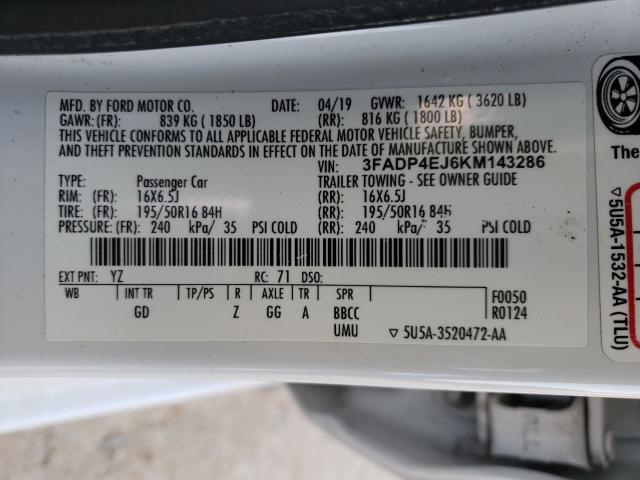 MFD. BY FORD MOTOR CO. DATE: 04/19 GVWR: 1642 KG ( 3620 LB)
GAWR: (FR): 839 KG ( 1850 LB) (RR): 816 KG ( 1800 LB)
THIS VEHICLE CONFORMS TO ALL APPLICABLE FEDERAL MOTOR VEHICLE SAFETY, BUMPER,
AND THEFT PREVENTION STANDARDS IN EFFECT ON THE DATE OF MANUFACTURE SHOWN ABOVE.
VIN: 3FADP4EJ6KM143286
TYPE: Passenger Car TRAILER TOWING - SEE OWNER GUIDE
RIM: (FR): 16X6.5J (RR): 16X6.5J
TIRE: (FR): 195/50R16 84H (RR): 195/50R16 84H
PRESSURE: (FR): 240 kPa/ 35 PSI COLD (RR): 240 kPa/ 35 PSI COLD
EXT PNT: YZ RC: 71 DSO:
WB INT TR TP/PS R AXLE TR SPR F0050
GD Z GG A BBCC R0124
UMU ▽ 5U5A-3520472-AA
The
▽ 5U5A-1532-AA (TLU)